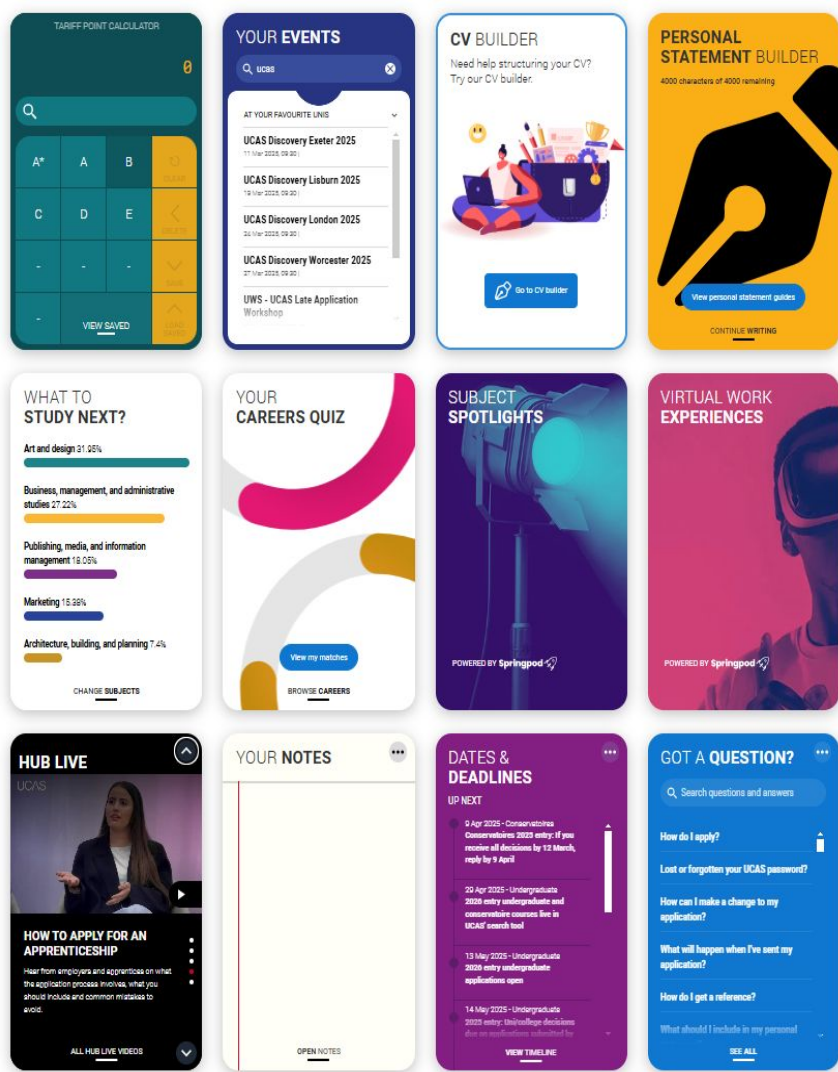 TARIFF POINT CALCULATOR
0
A* A B CLEAR
C D E DELETE
- - - SAVE
- VIEW SAVED LOAD SAVED
YOUR EVENTS
ucas
AT YOUR FAVOURITE UNIS
UCAS Discovery Exeter 2025
11 Mar 2025, 09:30 |
UCAS Discovery Lisburn 2025
19 Mar 2025, 09:30 |
UCAS Discovery London 2025
24 Mar 2025, 09:30 |
UCAS Discovery Worcester 2025
27 Mar 2025, 09:30 |
UWS - UCAS Late Application
Workshop
CV BUILDER
Need help structuring your CV?
Try our CV builder.
Go to CV builder
PERSONAL
STATEMENT BUILDER
4000 characters of 4000 remaining
View personal statement guides
CONTINUE WRITING
WHAT TO
STUDY NEXT?
Art and design 31.95%
Business, management, and administrative
studies 27.22%
Publishing, media, and information
management 18.05%
Marketing 15.38%
Architecture, building, and planning 7.4%
CHANGE SUBJECTS
YOUR
CAREERS QUIZ
View my matches
BROWSE CAREERS
SUBJECT
SPOTLIGHTS
POWERED BY Springpod
VIRTUAL WORK
EXPERIENCES
POWERED BY Springpod
HUB LIVE
UCAS
HOW TO APPLY FOR AN
APPRENTICESHIP
Hear from employers and apprentices on what
the application process involves, what you
should include and common mistakes to
avoid.
ALL HUB LIVE VIDEOS
YOUR NOTES
OPEN NOTES
DATES &
DEADLINES
UP NEXT
9 Apr 2025 - Conservatoires
Conservatoires 2025 entry: If you
receive all decisions by 12 March,
reply by 9 April
29 Apr 2025 - Undergraduate
2026 entry undergraduate and
conservatoire courses live in
UCAS' search tool
13 May 2025 - Undergraduate
2026 entry undergraduate
applications open
14 May 2025 - Undergraduate
2025 entry: Uni/college decisions
due on applications submitted by
VIEW TIMELINE
GOT A QUESTION?
Search questions and answers
How do I apply?
Lost or forgotten your UCAS password?
How can I make a change to my
application?
What will happen when I've sent my
application?
How do I get a reference?
What should I include in my personal
SEE ALL